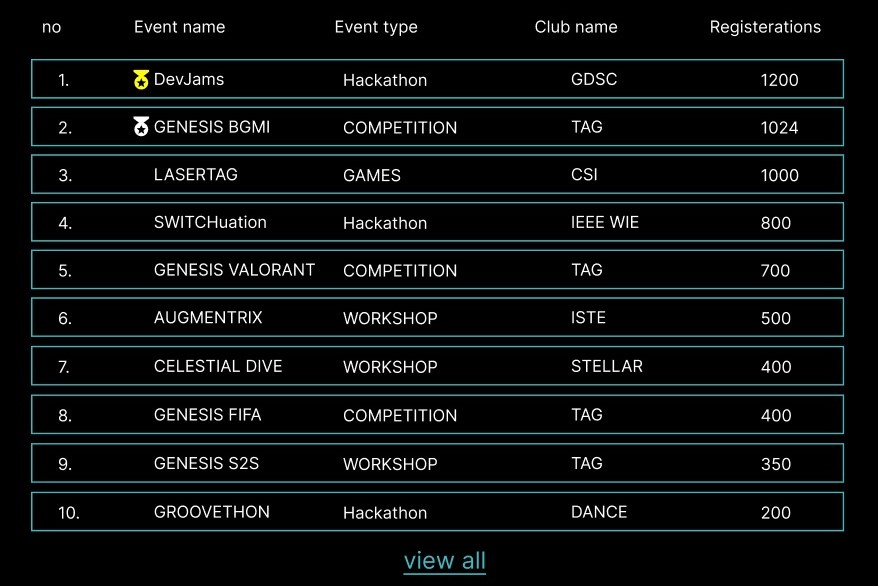 no Event name Event type Club name Registerations
1. DevJams Hackathon GDSC 1200
2. GENESIS BGMI COMPETITION TAG 1024
3. LASERTAG GAMES CSI 1000
4. SWITCHuation Hackathon IEEE WIE 800
5. GENESIS VALORANT COMPETITION TAG 700
6. AUGMENTRIX WORKSHOP ISTE 500
7. CELESTIAL DIVE WORKSHOP STELLAR 400
8. GENESIS FIFA COMPETITION TAG 400
9. GENESIS S2S WORKSHOP TAG 350
10. GROOVETHON Hackathon DANCE 200
view all